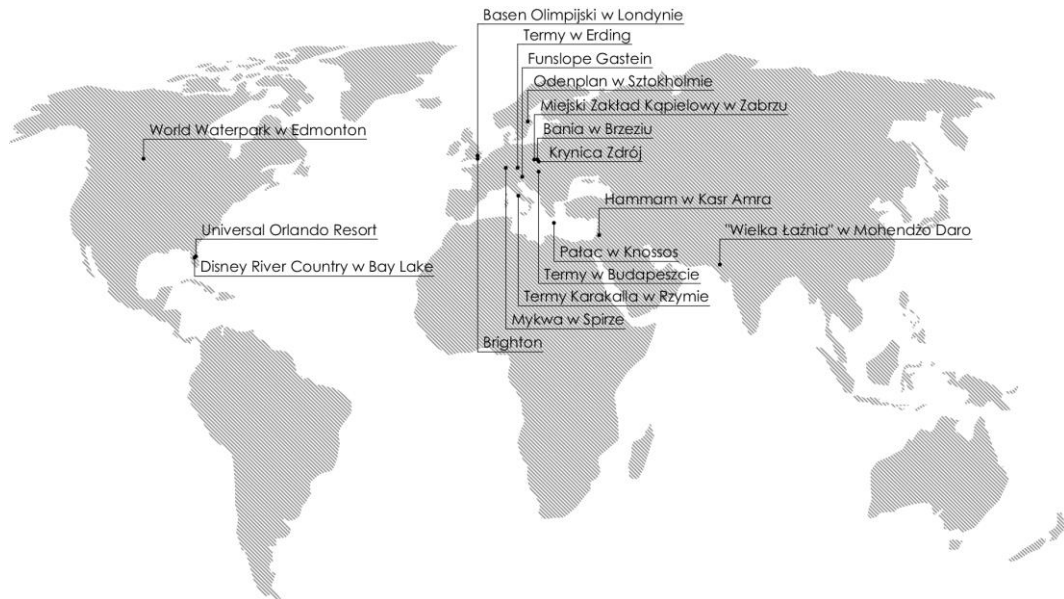 Basen Olimpijski w Londynie
Termy w Erding
Funslope Gastein
Odenplan w Sztokholmie
Miejski Zakład Kąpielowy w Zabrzu
World Waterpark w Edmonton
Bania w Brzeziu
Krynica Zdrój
Hammam w Kasr Amra
Universal Orlando Resort
"Wielka Łaźnia" w Mohendżo Daro
Pałac w Knossos
Disney River Country w Bay Lake
Termy w Budapeszcie
Termy Karakalla w Rzymie
Mykwa w Spirze
Brighton